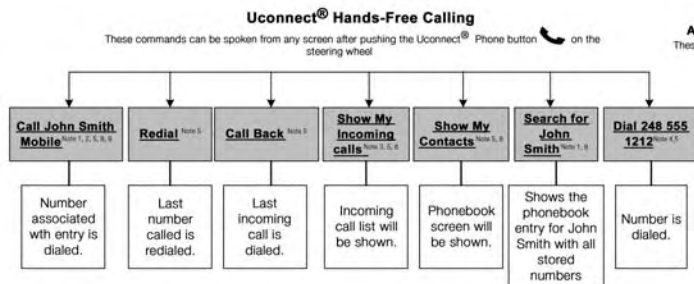 Uconnect® Hands-Free Calling
These commands can be spoken from any screen after pushing the Uconnect® Phone button on the
steering wheel
A
These
Call John Smith
Mobile Note 1, 2, 5, 8, 9
Redial Note 5
Call Back Note 5
Show My
Incoming
calls Note 3, 5, 8
Show My
Contacts Note 5, 8
Search for
John
Smith Note 1, 9
Dial 248 555
1212 Note 4,5
Number
associated
wth entry is
dialed.
Last
number
called is
redialed.
Last
incoming
call is
dialed.
Incoming
call list will
be shown.
Phonebook
screen will
be shown.
Shows the
phonebook
entry for John
Smith with all
stored
numbers
Number is
dialed.